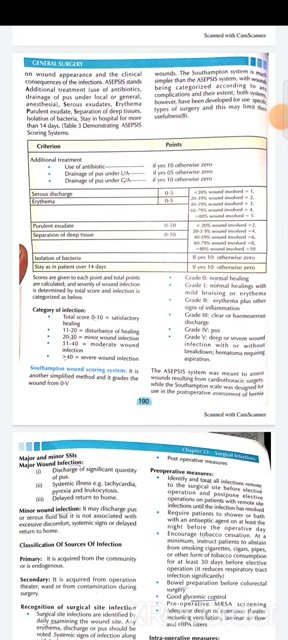 Scanned with CamScanner
Scanned with CamScanner
GENERAL SURGERY
on wound appearance and the clinical
consequences of the infections. ASEPSIS stands
Additional treatment (use of antibiotics,
drainage of pus under local or general,
anesthesia), Serous exudates, Erythema
Purulent exudate, Separation of deep tissues,
Isolation of bacteria, Stay in hospital for
more than 14 days. (Table 3 Demonstrating ASEPSIS
Scoring Systems.
wounds. The Southampton system is much
simpler than the ASEPSIS system, with wound
being categorized according to any
complications and their extent, both system,
however, have been developed for use specific
types of surgery and this may limit their
usefulness(8).
Criterion
Points
Additional treatment
• Use of antibiotic
if yes 10 otherwise zero
• Drainage of pus under L/A
if yes 10 otherwise zero
• Drainage of pus under G/A
if yes 10 otherwise zero
Serous discharge
0-5
Erythema
0-5
<20% wound involved = 1,
20-39% wound involved = 2,
40-59% wound involved = 3,
60-79% wound involved = 4,
>80% wound involved = 5
Purulent exudate
0-10
Separation of deep tissue
0-10
<20% wound involved =2,
20-3 9% wound involved = 4,
40-59% wound involved =6,
60-79% wound involved =8,
>80% wound involved =10
Isolation of bacteria
If yes 10 otherwise zero
Stay as in patient over 14 days
If yes 10 otherwise zero
Scores are given to each point and total points
are calculated; and severity of wound infection
is determined by total score and infection is
categorized as below.
Category of infection:
• Total score 0-10 = satisfactory
healing
• 11-20 = disturbance of healing
• 20-30 = minor wound infection
• 31-40 = moderate wound
infection
• >40 = severe wound infection
Southampton wound scoring system: It is
another simplified method and it grades the
wound from 0-V
• Grade 0: normal healing
• Grade I: normal healings with
mild bruising or erythema
• Grade II: erythema plus other
signs of inflammation
• Grade III: clear or harmoserous
discharge
• Grade IV: pus
• Grade V: deep or severe wound
infection with or without
breakdown; hematoma requiring
aspiration.
The ASEPSIS system was meant to assess
wounds resulting from cardiothoracic surgery,
while the Southampton scale was designed for
use in the postoperative assessment of hernia
190
Scanned with CamScanner
Scanned with CamScanner
Chapter 13 - Surgical Infections
Major and minor SSIs
Major Wound Infection:
(i) Discharge of significant quantity
of pus.
(ii) Systemic illness e.g. tachycardia,
pyrexia and leukocytosis.
(iii) Delayed return to home.
Minor wound infection: It may discharge pus
or serous fluid but it is not associated with
excessive discomfort, systemic signs or delayed
return to home.
Classification Of Sources Of Infection
Primary: It is acquired from the community
or is endogenous.
Secondary: It is acquired from operation
theater, ward or from contamination during
surgery.
Recognition of surgical site infection
• Surgical site infections are identified by
daily examining the wound site. Any
erythema, discharge or pus should be
noted .Systemic signs of infection along
• Post operative measures
Preoperative measures:
• Identify and treat all infections remote
to the surgical site before elective
operation and postpone elective
operations on patients with remote site
infections until the infection has resolved
• Require patients to shower or bath
with an antiseptic agent on at least the
night before the operative day
• Encourage tobacco cessation. At a
minimum, instruct patients to abstain
from smoking cigarettes, cigars, pipes,
or other form of tobacco consumption
for at least 30 days before elective
operation (it reduces respiratory tract
infection significantly)
• Bowel preparation before colorectal
surgery
• Good glycemic control
• Pre-operative MRSA screening
• Adequate design of operation theater
including ventilation, laminar air flow
and HEPA filters
Intra-operative measures: